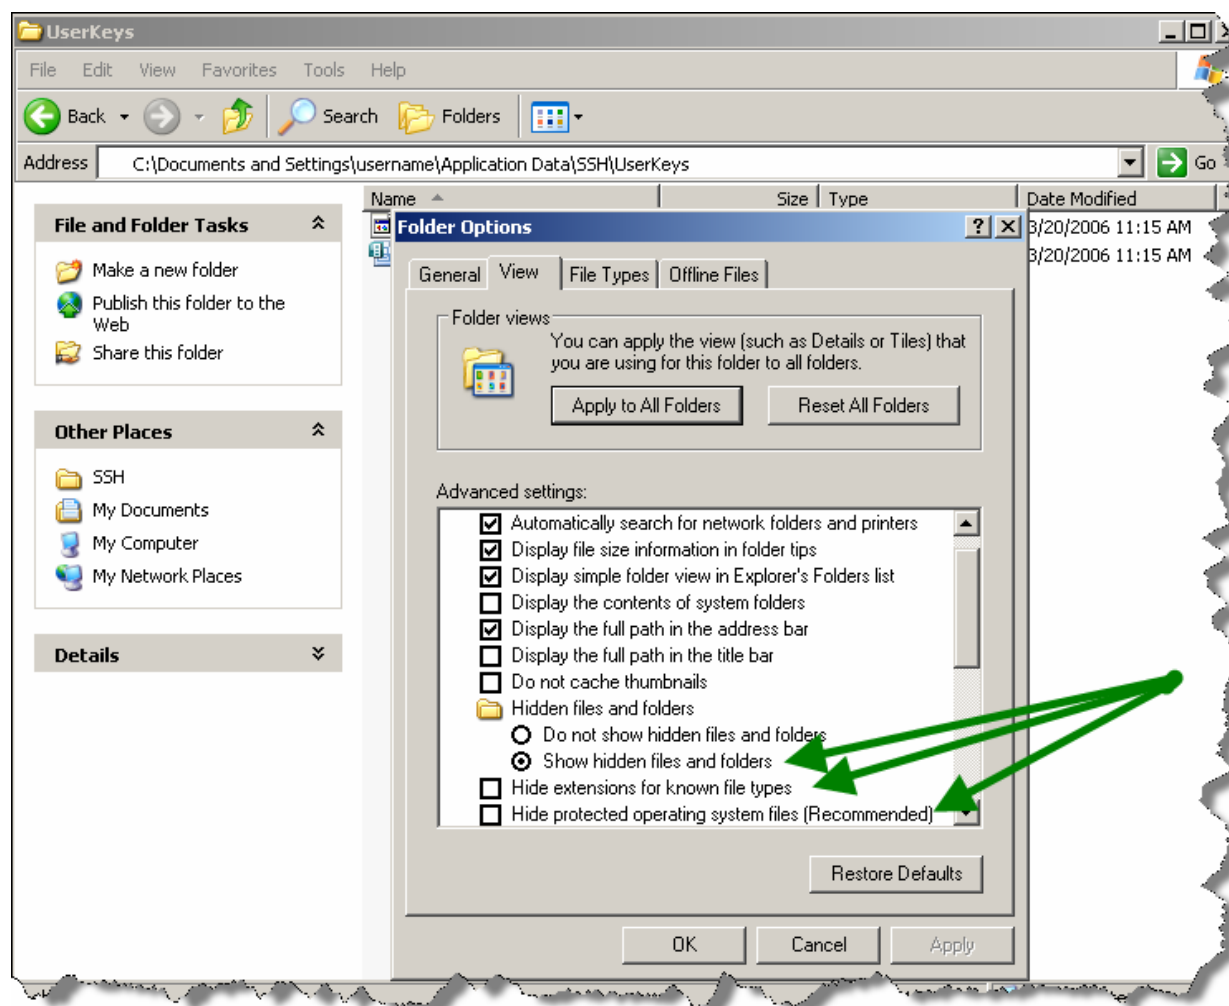 UserKeys
File Edit View Favorites Tools Help
Back Search Folders
Address C:\Documents and Settings\username\Application Data\SSH\UserKeys Go
Name Size Type Date Modified
File and Folder Tasks
Make a new folder
Publish this folder to the
Web
Share this folder
Other Places
SSH
My Documents
My Computer
My Network Places
Details
3/20/2006 11:15 AM
3/20/2006 11:15 AM
Folder Options
General View File Types Offline Files
Folder views
You can apply the view (such as Details or Tiles) that
you are using for this folder to all folders.
Apply to All Folders Reset All Folders
Advanced settings:
Automatically search for network folders and printers
Display file size information in folder tips
Display simple folder view in Explorer's Folders list
Display the contents of system folders
Display the full path in the address bar
Display the full path in the title bar
Do not cache thumbnails
Hidden files and folders
Do not show hidden files and folders
Show hidden files and folders
Hide extensions for known file types
Hide protected operating system files (Recommended)
Restore Defaults
OK Cancel Apply